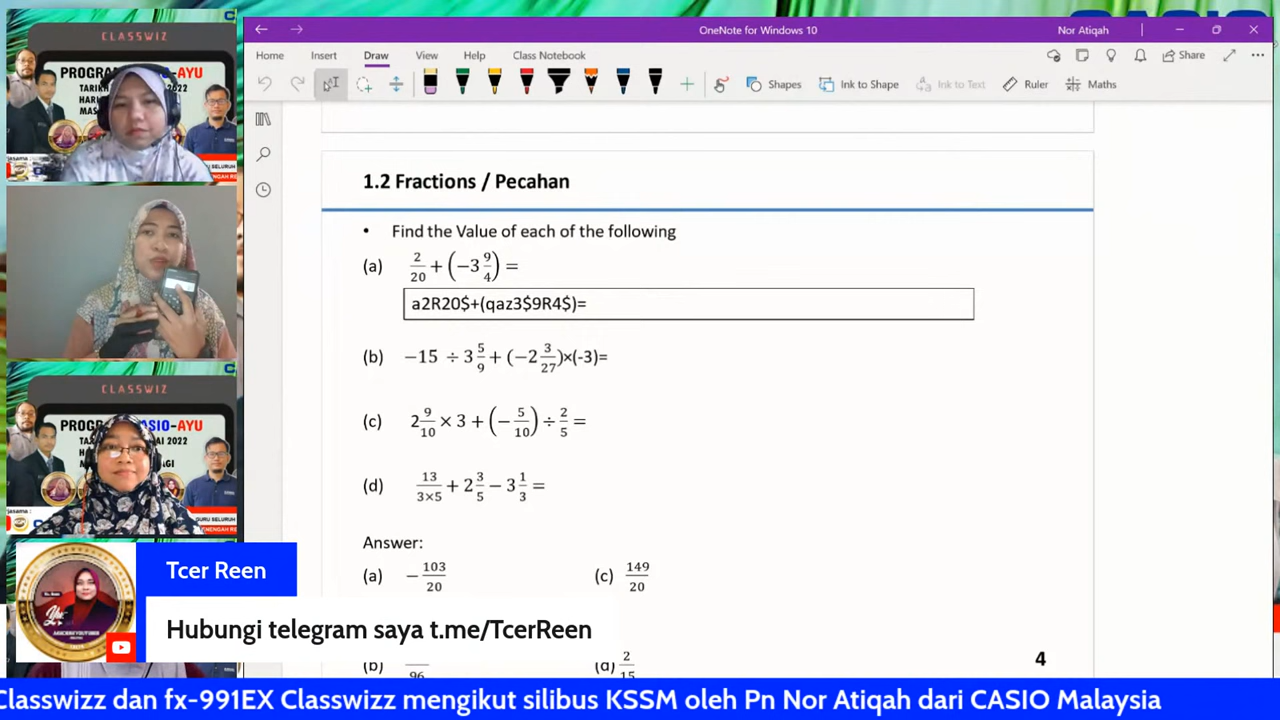 CLASSWIZ
OneNote for Windows 10
Nor Atiqah
Home Insert Draw View Help Class Notebook
Share
Shapes
Ink to Shape
Ink to Text
Ruler
Maths
1.2 Fractions / Pecahan
• Find the Value of each of the following
(a) 2/20 + (−3 9/4) =
a2R20$+(qaz3$9R4$)=
(b) −15 ÷ 3 5/9 + (−2 3/27)×(-3)=
(c) 2 9/10 × 3 + (− 5/10) ÷ 2/5 =
(d) 13/3×5 + 2 3/5 − 3 1/3 =
Answer:
(a) − 103/20
(c) 149/20
(b) 96
(d) 2/15
4
CLASSWIZ
Tcer Reen
Hubungi telegram saya t.me/TcerReen
Classwizz dan fx-991EX Classwizz mengikut silibus KSSM oleh Pn Nor Atiqah dari CASIO Malaysia